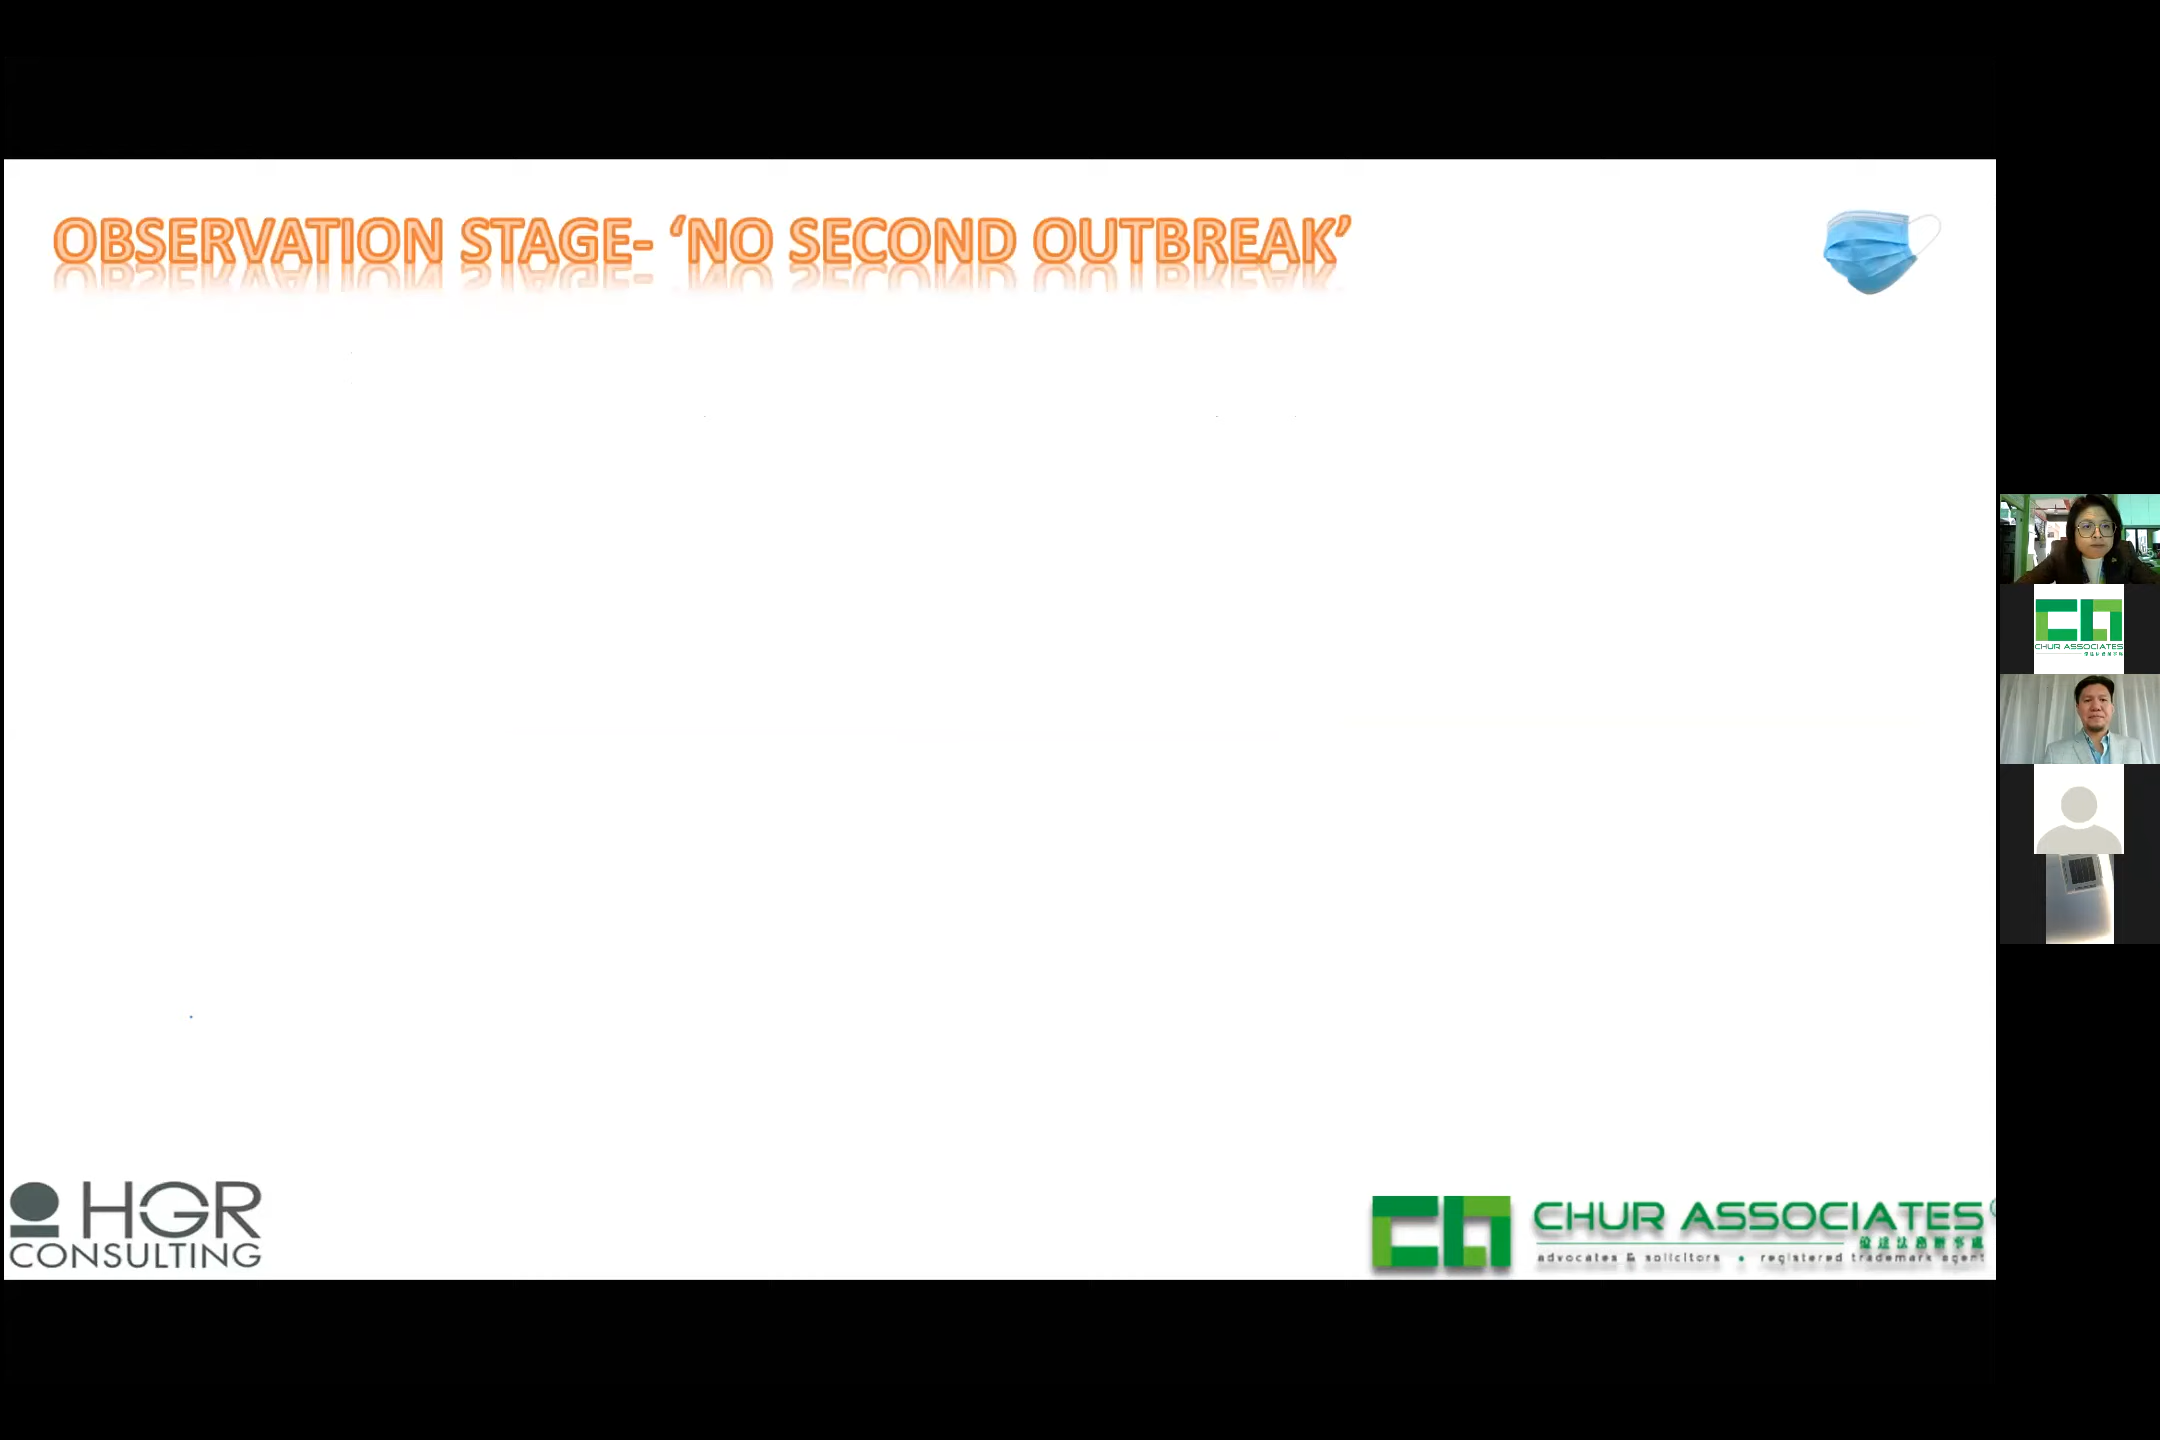 OBSERVATION STAGE- ‘NO SECOND OUTBREAK’
HGR
CONSULTING
CHUR ASSOCIATES
advocates & solicitors • registered trademark agent
CHUR ASSOCIATES